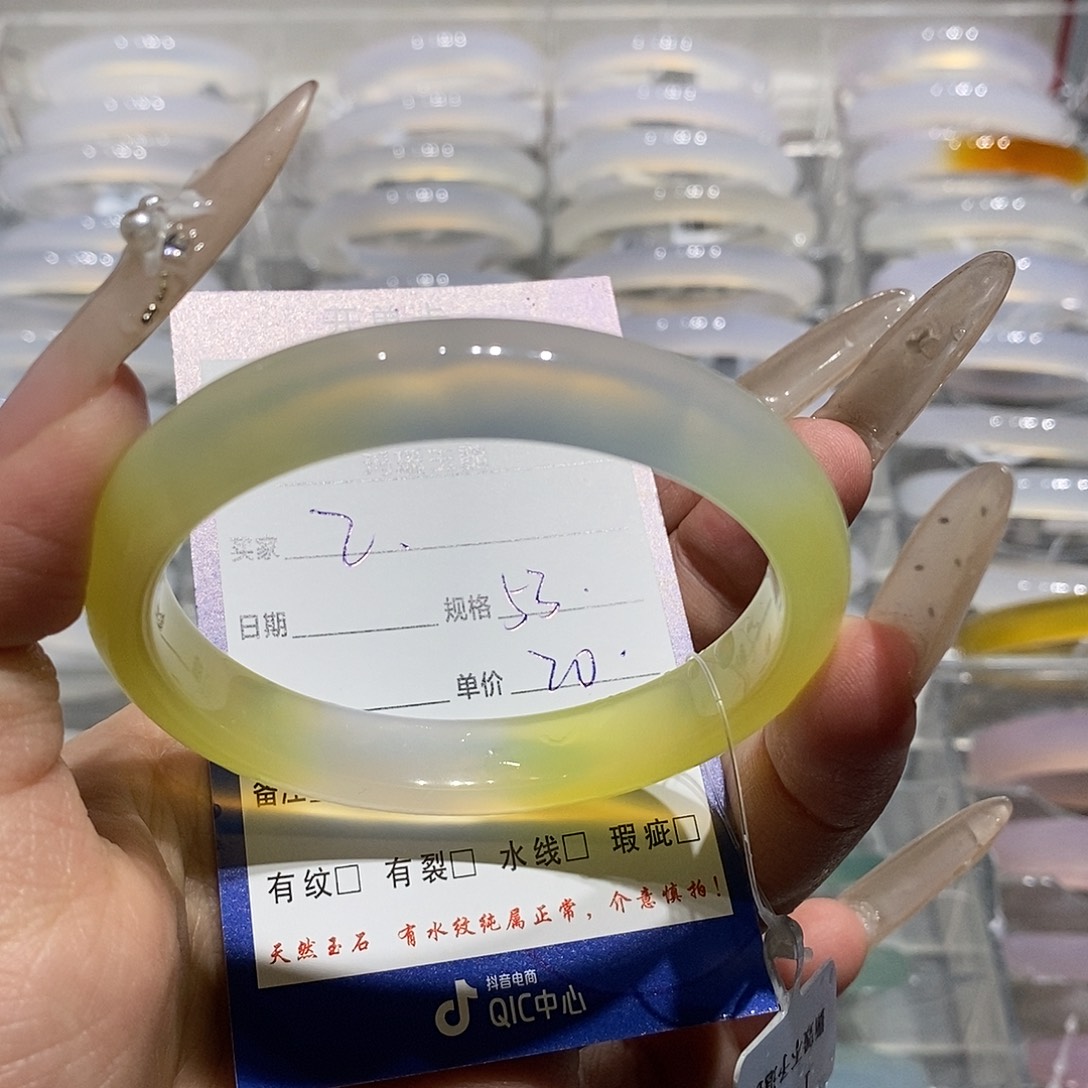 买家 Z.
日期 规格 53.
单价 20.
有纹□ 有裂□ 水线□ 瑕疵□
天然玉石 有水纹纯属正常，介意慎拍！
抖音电商
QIC中心